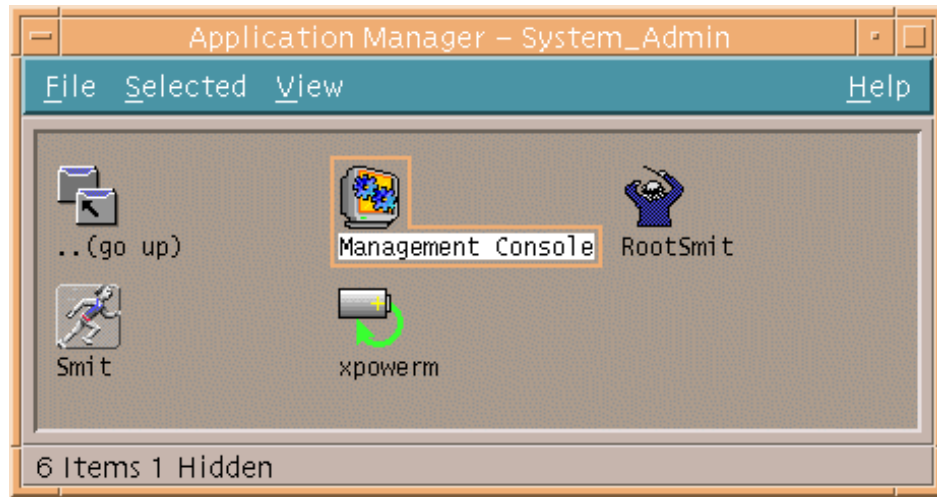 Application Manager – System_Admin
File Selected View Help
..(go up) Management Console RootSmit
Smit xpowerm
6 Items 1 Hidden